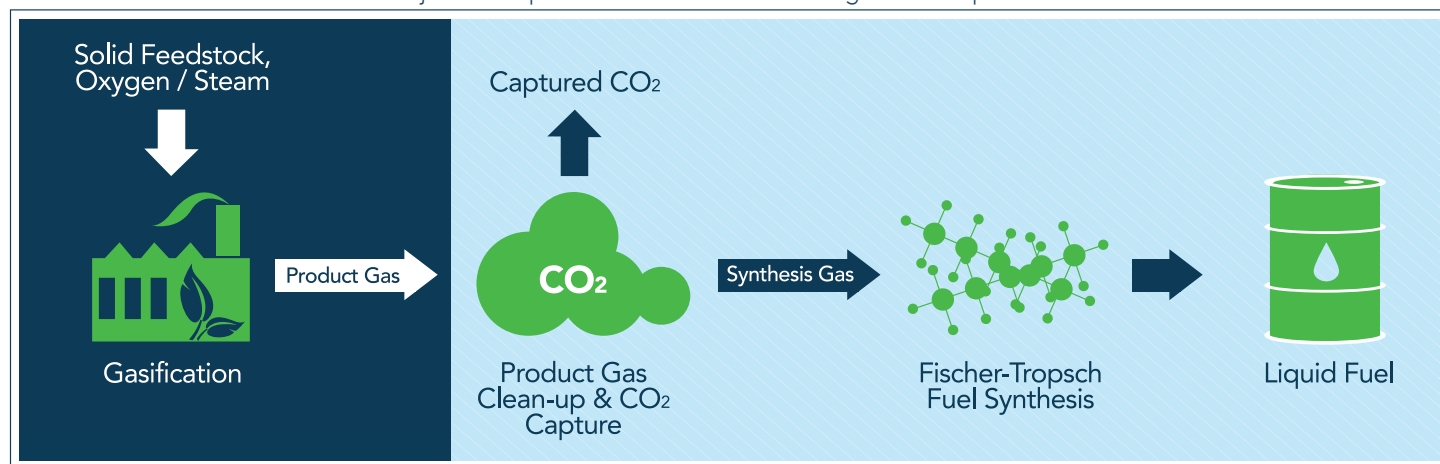 Solid Feedstock,
Oxygen / Steam
Captured CO₂
Product Gas
CO₂
Synthesis Gas
Gasification
Product Gas
Clean-up & CO₂
Capture
Fischer-Tropsch
Fuel Synthesis
Liquid Fuel